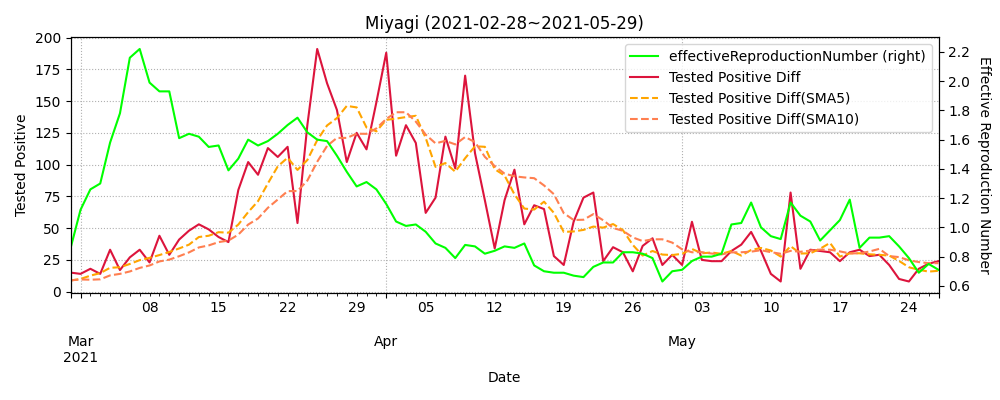 Miyagi (2021-02-28~2021-05-29)
effectiveReproductionNumber (right)
Tested Positive Diff
Tested Positive Diff(SMA5)
Tested Positive Diff(SMA10)
Tested Positive
200
175
150
125
100
75
50
25
0
2.2
2.0
1.8
1.6
1.4
1.2
1.0
0.8
0.6
Effective Reproduction Number
08 15 22 29 05 12 19 26 03 10 17 24
Mar Apr May
2021
Date